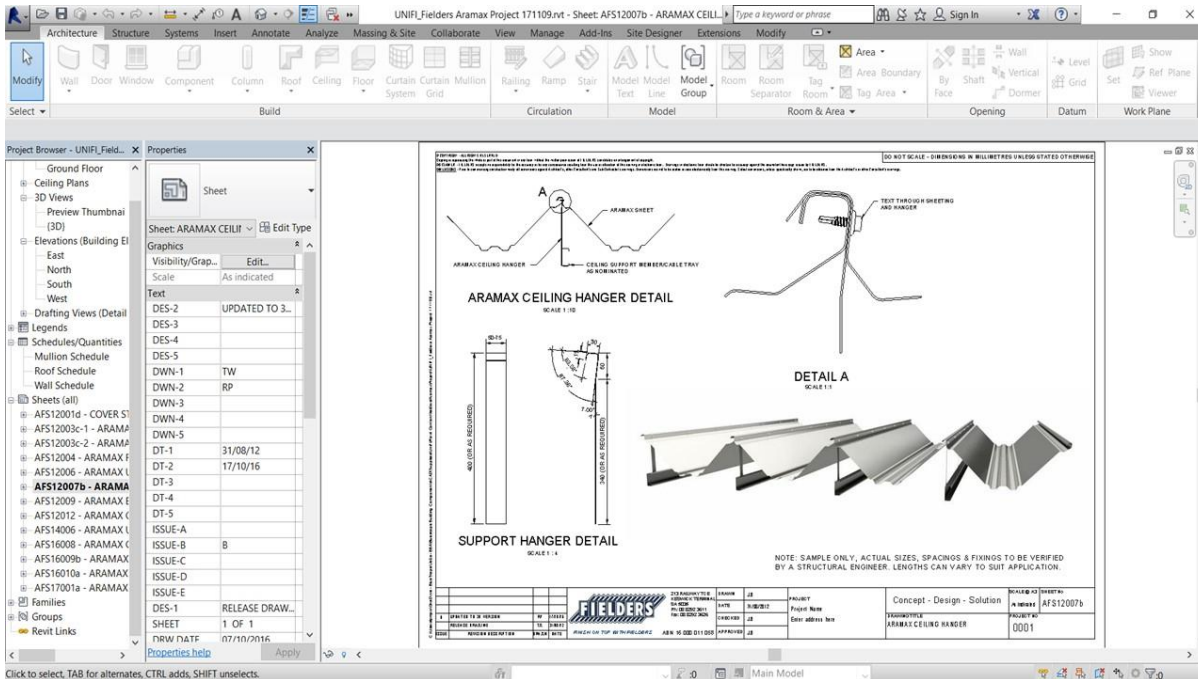 UNIFI_Fielders Aramax Project 171109.rvt - Sheet: AFS12007b - ARAMAX CEILI...
Type a keyword or phrase
Sign In
Architecture Structure Systems Insert Annotate Analyze Massing & Site Collaborate View Manage Add-Ins Site Designer Extensions Modify
Modify
Wall Door Window Component Column Roof Ceiling Floor Curtain System Curtain Grid Mullion
Railing Ramp Stair
Model Text Model Line Model Group
Room Room Separator Tag Room
Area
Area Boundary
Tag Area
By Face Shaft
Wall
Vertical
Dormer
Level
Grid
Set
Show
Ref Plane
Viewer
Select Build Circulation Model Room & Area Opening Datum Work Plane
Project Browser - UNIFI_Field...
Ground Floor
Ceiling Plans
3D Views
Preview Thumbnai
{3D}
Elevations (Building El
East
North
South
West
Drafting Views (Detail
Legends
Schedules/Quantities
Mullion Schedule
Roof Schedule
Wall Schedule
Sheets (all)
AFS12001d - COVER ST
AFS12003c-1 - ARAMA
AFS12003c-2 - ARAMA
AFS12004 - ARAMAX F
AFS12006 - ARAMAX U
AFS12007b - ARAMA
AFS12009 - ARAMAX E
AFS12012 - ARAMAX C
AFS14006 - ARAMAX U
AFS16008 - ARAMAX C
AFS16009b - ARAMAX
AFS16010a - ARAMAX
AFS17001a - ARAMAX
Families
Groups
Revit Links
Properties
Sheet
Sheet: ARAMAX CEILIN
Edit Type
Graphics
Visibility/Grap... Edit...
Scale As indicated
Text
DES-2 UPDATED TO 3...
DES-3
DES-4
DES-5
DWN-1 TW
DWN-2 RP
DWN-3
DWN-4
DWN-5
DT-1 31/08/12
DT-2 17/10/16
DT-3
DT-4
DT-5
ISSUE-A
ISSUE-B B
ISSUE-C
ISSUE-D
ISSUE-E
DES-1 RELEASE DRAW...
SHEET 1 OF 1
DRW DATE 07/10/2016
Properties help
Apply
DO NOT SCALE - DIMENSIONS IN MILLIMETRES UNLESS STATED OTHERWISE
A
ARAMAX SHEET
ARAMAX CEILING HANGER
CEILING SUPPORT MEMBER/CABLE TRAY
AS NOMINATED
ARAMAX CEILING HANGER DETAIL
SCALE 1 : 10
TEXT THROUGH SHEETING
AND HANGER
DETAIL A
SCALE 1:1
400 (OR AS REQUIRED)
340 (OR AS REQUIRED)
SUPPORT HANGER DETAIL
SCALE 1 : 4
NOTE: SAMPLE ONLY, ACTUAL SIZES, SPACINGS & FIXINGS TO BE VERIFIED
BY A STRUCTURAL ENGINEER. LENGTHS CAN VARY TO SUIT APPLICATION.
FIELDERS
DRAWN
DATE
CHECKED
APPROVED
PROJECT
Project Name
Enter address here
Concept - Design - Solution
DRAWING TITLE
ARAMAX CEILING HANGER
AFS12007b
PROJECT NO
0001
Click to select, TAB for alternates, CTRL adds, SHIFT unselects.
:0
Main Model
:0